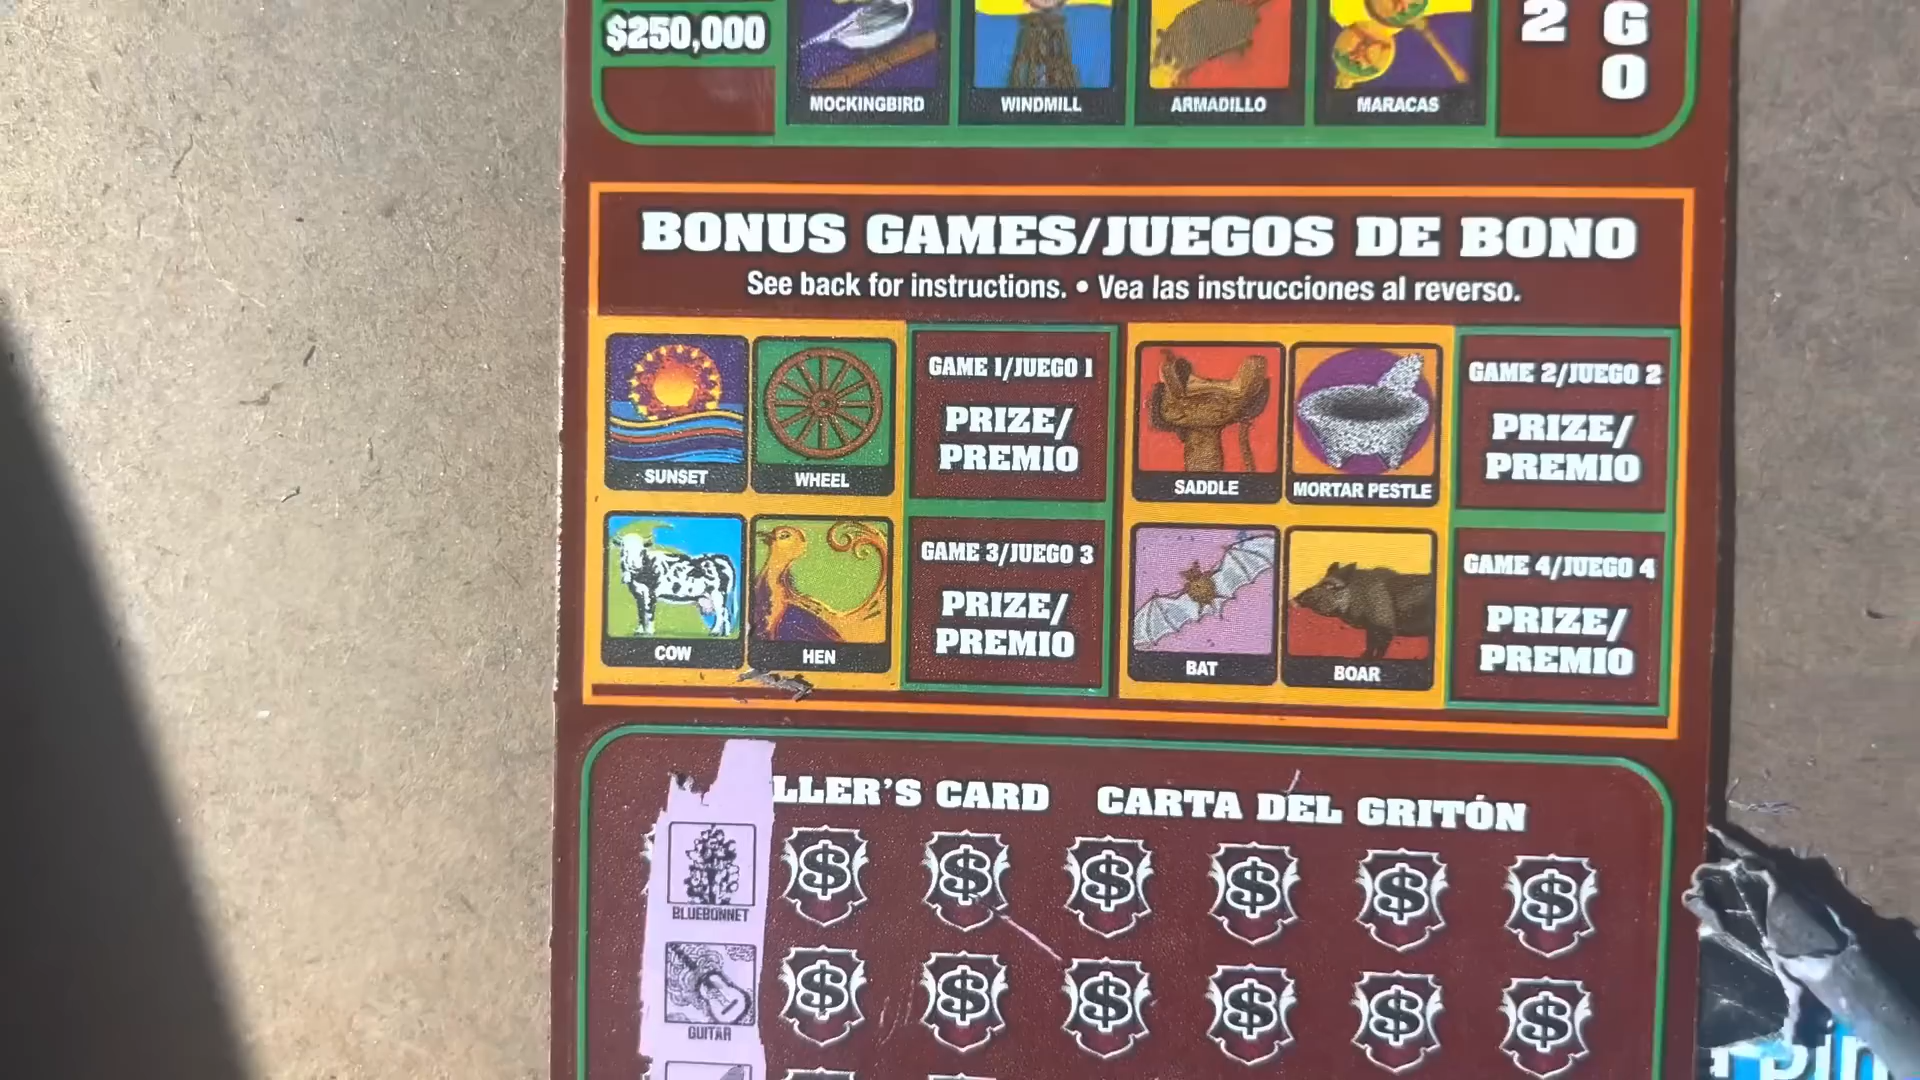 $250,000
MOCKINGBIRD
WINDMILL
ARMADILLO
MARACAS
2
G
O
BONUS GAMES/JUEGOS DE BONO
See back for instructions. • Vea las instrucciones al reverso.
SUNSET
WHEEL
GAME 1/JUEGO 1
PRIZE/
PREMIO
SADDLE
MORTAR PESTLE
GAME 2/JUEGO 2
PRIZE/
PREMIO
COW
HEN
GAME 3/JUEGO 3
PRIZE/
PREMIO
BAT
BOAR
GAME 4/JUEGO 4
PRIZE/
PREMIO
LLER'S CARD CARTA DEL GRITÓN
BLUEBONNET
$ $ $ $ $ $
GUITAR
$ $ $ $ $ $